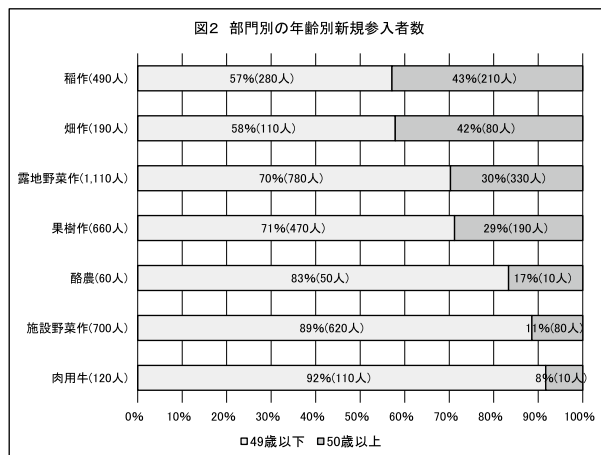 図2 部門別の年齢別新規参入者数
稲作(490人) 57%(280人) 43%(210人)
畑作(190人) 58%(110人) 42%(80人)
露地野菜作(1,110人) 70%(780人) 30%(330人)
果樹作(660人) 71%(470人) 29%(190人)
酪農(60人) 83%(50人) 17%(10人)
施設野菜作(700人) 89%(620人) 11%(80人)
肉用牛(120人) 92%(110人) 8%(10人)
0% 10% 20% 30% 40% 50% 60% 70% 80% 90% 100%
□49歳以下 ■50歳以上